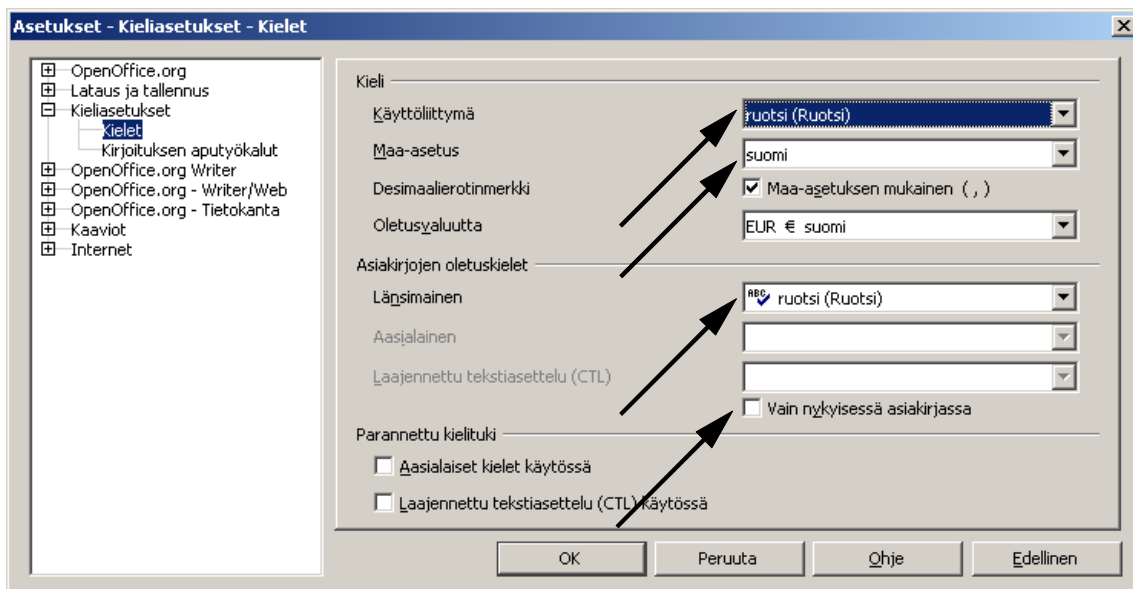 Asetukset - Kieliasetukset - Kielet
OpenOffice.org
Lataus ja tallennus
Kieliasetukset
Kielet
Kirjoituksen aputyökalut
OpenOffice.org Writer
OpenOffice.org - Writer/Web
OpenOffice.org - Tietokanta
Kaaviot
Internet
Kieli
Käyttöliittymä ruotsi (Ruotsi)
Maa-asetus suomi
Desimaalierotinmerkki Maa-asetuksen mukainen ( , )
Oletusvaluutta EUR € suomi
Asiakirjojen oletuskielet
Länsimainen ABC ruotsi (Ruotsi)
Aasialainen
Laajennettu tekstiasettelu (CTL)
Vain nykyisessä asiakirjassa
Parannettu kielituki
Aasialaiset kielet käytössä
Laajennettu tekstiasettelu (CTL) käytössä
OK Peruuta Ohje Edellinen